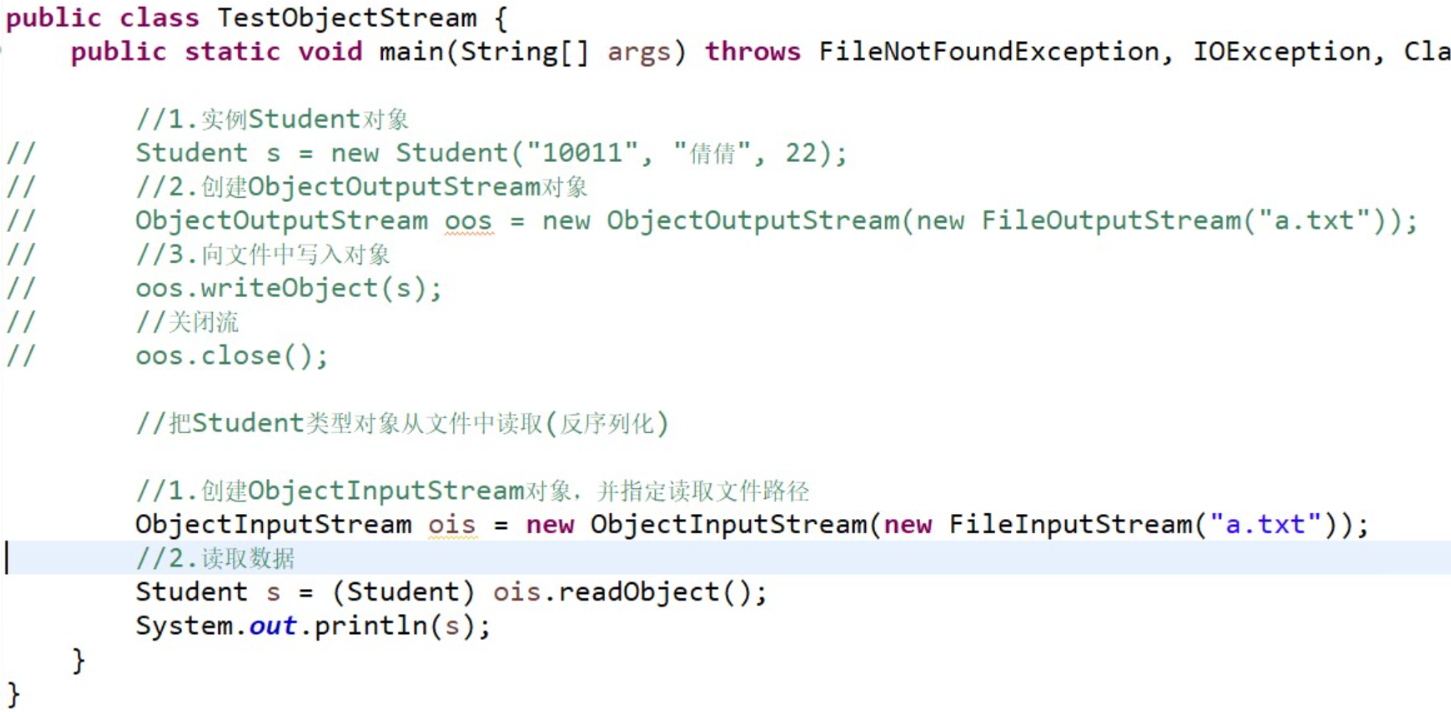 public class TestObjectStream {
    public static void main(String[] args) throws FileNotFoundException, IOException, Cla
        //1.实例Student对象
//      Student s = new Student("10011", "倩倩", 22);
//      //2.创建ObjectOutputStream对象
//      ObjectOutputStream oos = new ObjectOutputStream(new FileOutputStream("a.txt"));
//      //3.向文件中写入对象
//      oos.writeObject(s);
//      //关闭流
//      oos.close();
        //把Student类型对象从文件中读取(反序列化)
        //1.创建ObjectInputStream对象，并指定读取文件路径
        ObjectInputStream ois = new ObjectInputStream(new FileInputStream("a.txt"));
        //2.读取数据
        Student s = (Student) ois.readObject();
        System.out.println(s);
    }
}